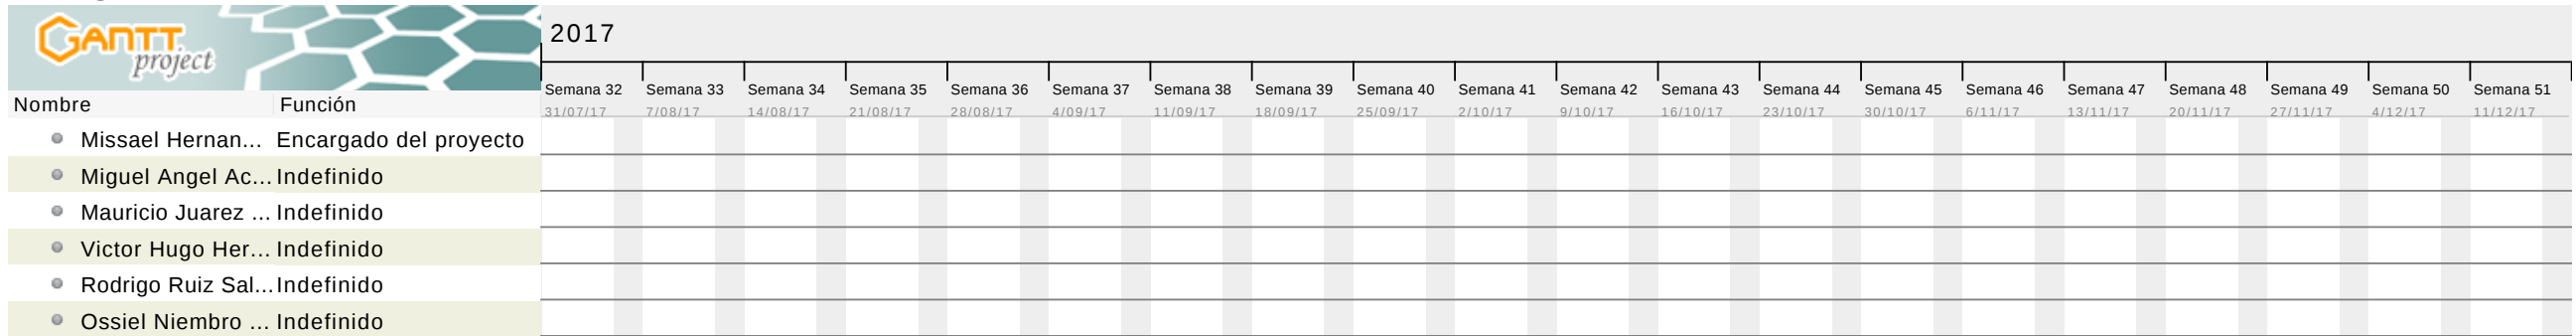 GANTT
project
2017
Semana 32 Semana 33 Semana 34 Semana 35 Semana 36 Semana 37 Semana 38 Semana 39 Semana 40 Semana 41 Semana 42 Semana 43 Semana 44 Semana 45 Semana 46 Semana 47 Semana 48 Semana 49 Semana 50 Semana 51
Nombre Función
31/07/17 7/08/17 14/08/17 21/08/17 28/08/17 4/09/17 11/09/17 18/09/17 25/09/17 2/10/17 9/10/17 16/10/17 23/10/17 30/10/17 6/11/17 13/11/17 20/11/17 27/11/17 4/12/17 11/12/17
Missael Hernan... Encargado del proyecto
Miguel Angel Ac... Indefinido
Mauricio Juarez ... Indefinido
Victor Hugo Her... Indefinido
Rodrigo Ruiz Sal... Indefinido
Ossiel Niembro ... Indefinido